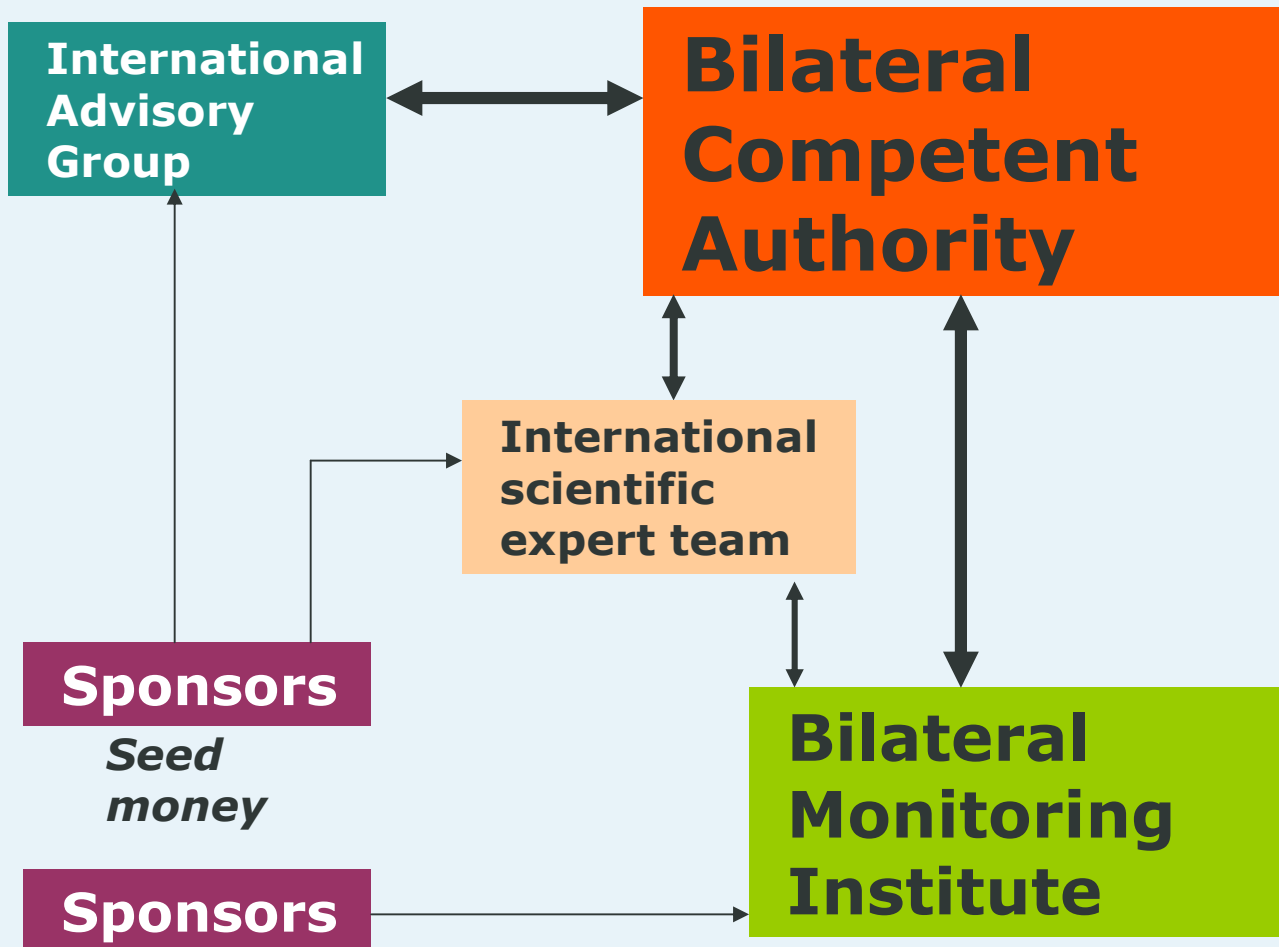 International
Advisory
Group
Bilateral
Competent
Authority
International
scientific
expert team
Sponsors
Seed
money
Bilateral
Monitoring
Institute
Sponsors